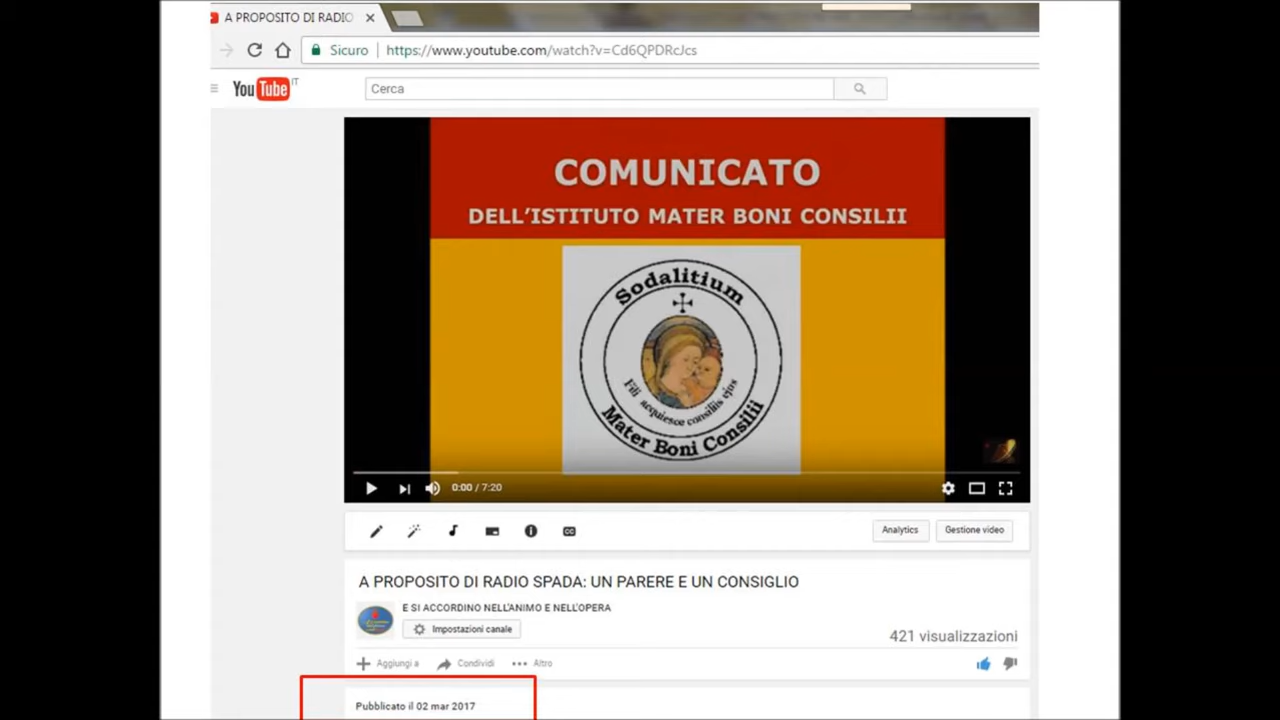 A PROPOSITO DI RADIO
Sicuro https://www.youtube.com/watch?v=Cd6QPDRcJcs
YouTube IT
Cerca
COMUNICATO
DELL'ISTITUTO MATER BONI CONSILII
Sodalitium
Fili acquiesce consiliis ejus
Mater Boni Consilii
0:00 / 7:20
CC
Analytics Gestione video
A PROPOSITO DI RADIO SPADA: UN PARERE E UN CONSIGLIO
E SI ACCORDINO NELL'ANIMO E NELL'OPERA
Impostazioni canale
421 visualizzazioni
Aggiungi a Condividi Altro
Pubblicato il 02 mar 2017